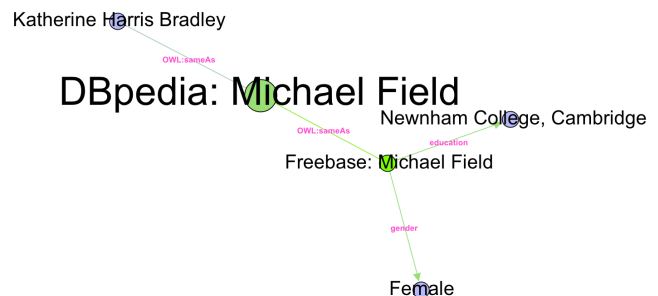 Katherine Harris Bradley
OWL:sameAs
DBpedia: Michael Field
Newnham College, Cambridge
OWL:sameAs
education
Freebase: Michael Field
gender
Female